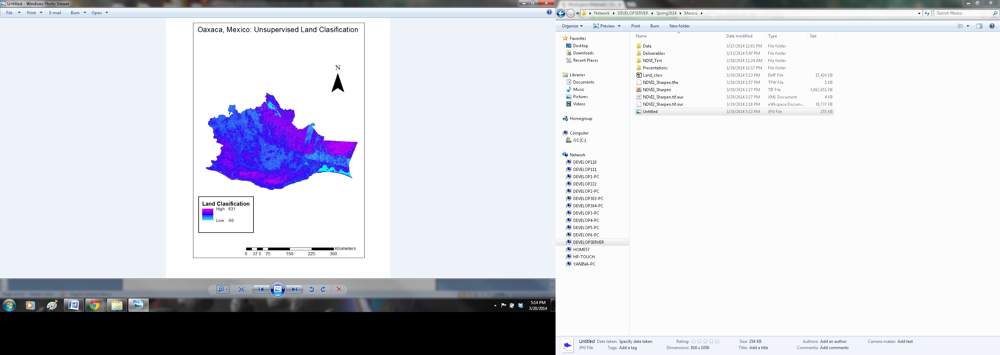 Untitled - Windows Photo Viewer
File Print E-mail Burn Open
Oaxaca, Mexico: Unsupervised Land Clasification
N
Land Clasification
High : 631
Low : -66
Kilometers
0 37.5 75 150 225 300
5:14 PM
3/20/2014
Network DEVELOPSERVER Spring2014 Mexico
Search Mexico
Organize Preview Print Burn New folder
Favorites
Desktop
Downloads
Recent Places
Libraries
Documents
Music
Pictures
Videos
Homegroup
Computer
OS (C:)
Network
DEVELOP110
DEVELOP111
DEVELOP1-PC
DEVELOP222
DEVELOP2-PC
DEVELOP303-PC
DEVELOP304-PC
DEVELOP3-PC
DEVELOP4-PC
DEVELOP5-PC
DEVELOP6-PC
DEVELOPSERVER
HOME57
HP-TOUCH
YANINA-PC
Name Date modified Type Size
Data 3/17/2014 12:01 PM File folder
Deliverables 3/13/2014 5:47 PM File folder
NDVI_Test 2/19/2014 11:24 AM File folder
Presentations 1/29/2014 12:17 PM File folder
Land_class 3/20/2014 5:13 PM EMF File 15,426 KB
NDVI2_Sharpen.tfw 3/20/2014 1:57 PM TFW File 1 KB
NDVI2_Sharpen 3/20/2014 2:27 PM TIF File 3,062,651 KB
NDVI2_Sharpen.tif.aux 3/20/2014 2:27 PM XML Document 4 KB
NDVI2_Sharpen.tif.ovr 3/20/2014 2:18 PM eWkspace.Docum... 30,737 KB
Untitled 3/20/2014 5:13 PM JPG File 255 KB
Untitled Date taken: Specify date taken Rating: Size: 254 KB Authors: Add an author Camera maker: Add text
JPG File Tags: Add a tag Dimensions: 816 x 1056 Title: Add a title Comments: Add comments